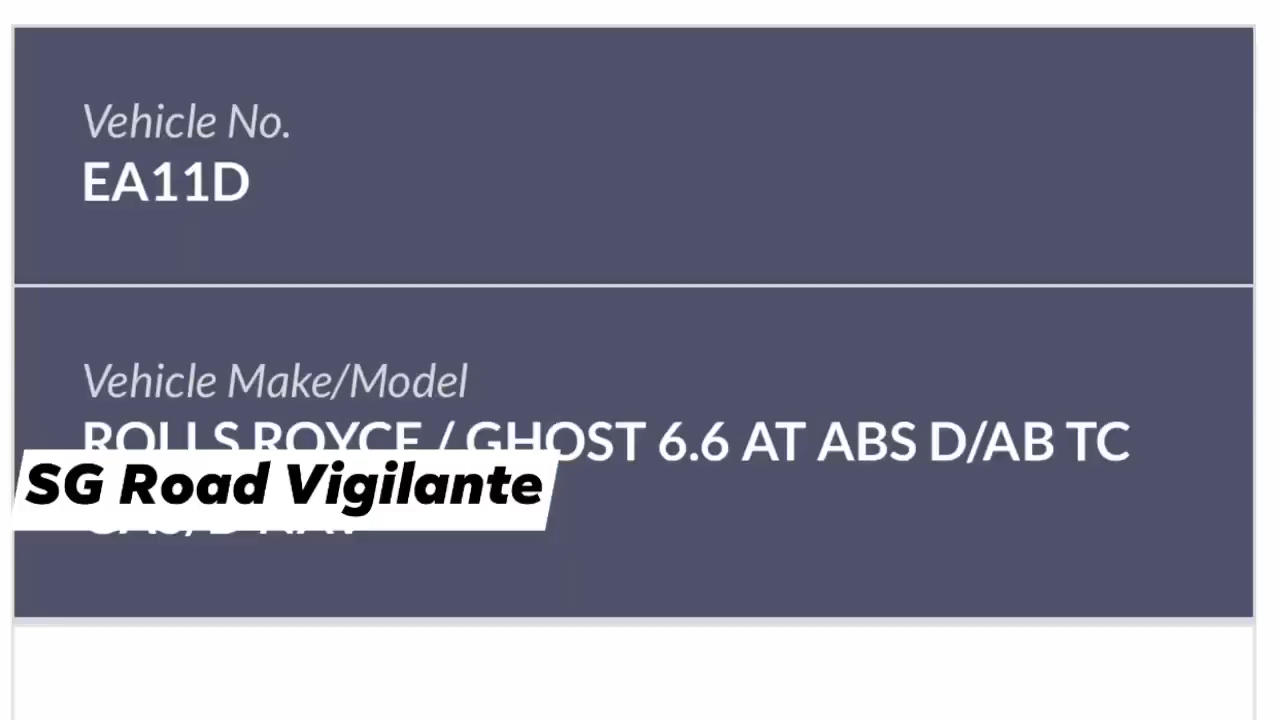 Vehicle No.
EA11D
Vehicle Make/Model
ROLLS ROYCE / GHOST 6.6 AT ABS D/AB TC
SG Road Vigilante